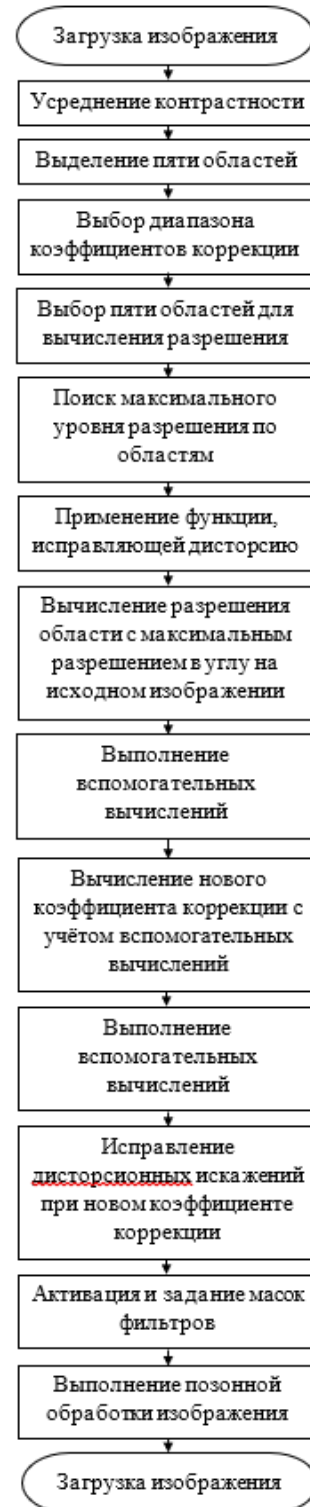 Загрузка изображения
Усреднение контрастности
Выделение пяти областей
Выбор диапазона
коэффициентов коррекции
Выбор пяти областей для
вычисления разрешения
Поиск максимального
уровня разрешения по
областям
Применение функции,
исправляющей дисторсию
Вычисление разрешения
области с максимальным
разрешением в углу на
исходном изображении
Выполнение
вспомогательных
вычислений
Вычисление нового
коэффициента коррекции с
учётом вспомогательных
вычислений
Выполнение
вспомогательных
вычислений
Исправление
дисторсионных искажений
при новом коэффициенте
коррекции
Активация и задание масок
фильтров
Выполнение позонной
обработки изображения
Загрузка изображения